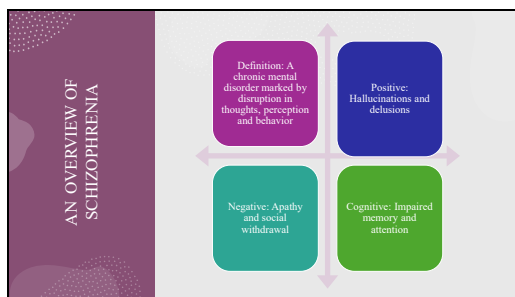 AN OVERVIEW OF
SCHIZOPHRENIA
Definition: A
chronic mental
disorder marked by
disruption in
thoughts, perception
and behavior
Positive:
Hallucinations and
delusions
Negative: Apathy
and social
withdrawal
Cognitive: Impaired
memory and
attention